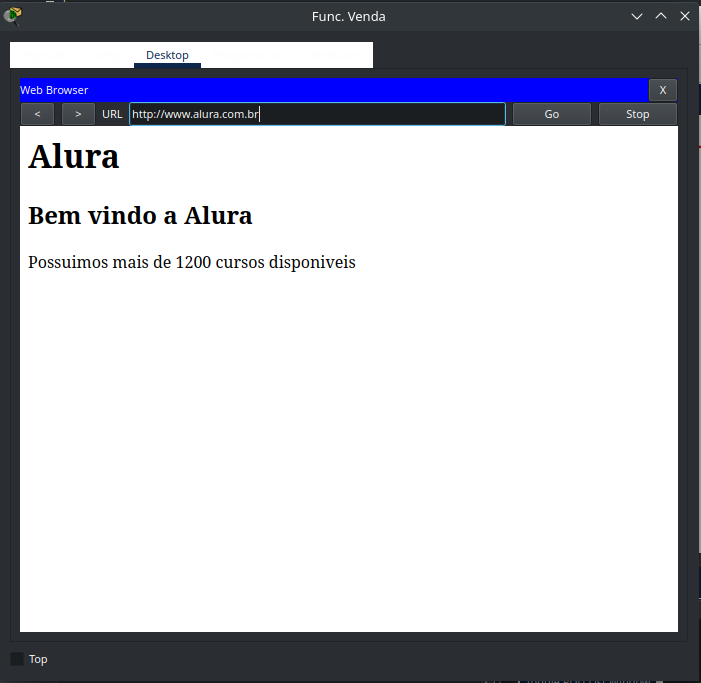 Func. Venda
Desktop
Web Browser
X
<
>
URL
http://www.alura.com.br
Go
Stop
Alura
Bem vindo a Alura
Possuimos mais de 1200 cursos disponiveis
Top